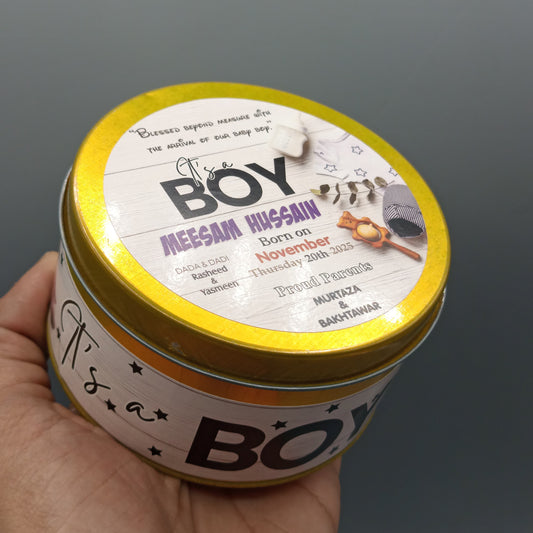 "Blessed beyond measure with
the arrival of our baby boy."
It's a
BOY
MEESAM HUSSAIN
Born on
November
Thursday 20th 2025
DADA & DADI
Rasheed
&
Yasmeen
Proud Parents
MURTAZA
&
BAKHTAWAR
It's a
BOY